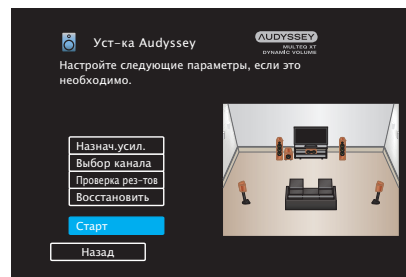 Уст-ка Audyssey
AUDYSSEY
MULTEQ XT
DYNAMIC VOLUME
Настройте следующие параметры, если это
необходимо.
Назнач.усил.
Выбор канала
Проверка рез-тов
Восстановить
Старт
Назад